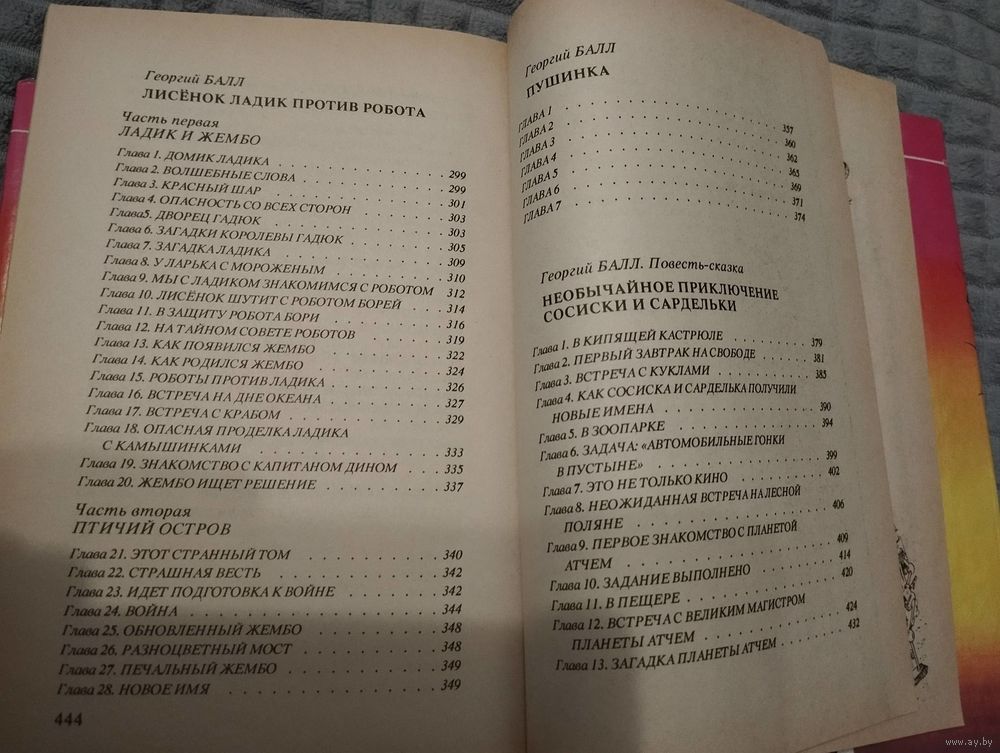 Георгий БАЛЛ
ЛИСЁНОК ЛАДИК ПРОТИВ РОБОТА
Часть первая
ЛАДИК И ЖЕМБО
Глава 1. ДОМИК ЛАДИКА . . . . . . . . . . . . 299
Глава 2. ВОЛШЕБНЫЕ СЛОВА . . . . . . . . . . 299
Глава 3. КРАСНЫЙ ШАР . . . . . . . . . . . . 301
Глава 4. ОПАСНОСТЬ СО ВСЕХ СТОРОН . . . . . 303
Глава5. ДВОРЕЦ ГАДЮК . . . . . . . . . . . . 303
Глава 6. ЗАГАДКИ КОРОЛЕВЫ ГАДЮК . . . . . . 305
Глава 7. ЗАГАДКА ЛАДИКА . . . . . . . . . . . 309
Глава 8. У ЛАРЬКА С МОРОЖЕНЫМ . . . . . . . 310
Глава 9. МЫ С ЛАДИКОМ ЗНАКОМИМСЯ С РОБОТОМ 312
Глава 10. ЛИСЁНОК ШУТИТ С РОБОТОМ БОРЕЙ . . 314
Глава 11. В ЗАЩИТУ РОБОТА БОРИ . . . . . . . 316
Глава 12. НА ТАЙНОМ СОВЕТЕ РОБОТОВ . . . . . 319
Глава 13. КАК ПОЯВИЛСЯ ЖЕМБО . . . . . . . . 322
Глава 14. КАК РОДИЛСЯ ЖЕМБО . . . . . . . . 324
Глава 15. РОБОТЫ ПРОТИВ ЛАДИКА . . . . . . . 326
Глава 16. ВСТРЕЧА НА ДНЕ ОКЕАНА . . . . . . . 327
Глава 17. ВСТРЕЧА С КРАБОМ . . . . . . . . . 329
Глава 18. ОПАСНАЯ ПРОДЕЛКА ЛАДИКА
С КАМЫШИНКАМИ . . . . . . . . . . . 333
Глава 19. ЗНАКОМСТВО С КАПИТАНОМ ДИНОМ . . . 335
Глава 20. ЖЕМБО ИЩЕТ РЕШЕНИЕ . . . . . . . . 337
Часть вторая
ПТИЧИЙ ОСТРОВ
Глава 21. ЭТОТ СТРАННЫЙ ТОМ . . . . . . . . . 340
Глава 22. СТРАШНАЯ ВЕСТЬ . . . . . . . . . . 342
Глава 23. ИДЕТ ПОДГОТОВКА К ВОЙНЕ . . . . . . 342
Глава 24. ВОЙНА . . . . . . . . . . . . . . . 344
Глава 25. ОБНОВЛЕННЫЙ ЖЕМБО . . . . . . . . 348
Глава 26. РАЗНОЦВЕТНЫЙ МОСТ . . . . . . . . 348
Глава 27. ПЕЧАЛЬНЫЙ ЖЕМБО . . . . . . . . . 349
Глава 28. НОВОЕ ИМЯ . . . . . . . . . . . . . 349
444
Георгий БАЛЛ
ПУШИНКА
ГЛАВА 1 . . . . . . . . . . . . . . . 357
ГЛАВА 2 . . . . . . . . . . . . . . . 360
ГЛАВА 3 . . . . . . . . . . . . . . . 362
ГЛАВА 4 . . . . . . . . . . . . . . . 365
ГЛАВА 5 . . . . . . . . . . . . . . . 369
ГЛАВА 6 . . . . . . . . . . . . . . . 371
ГЛАВА 7 . . . . . . . . . . . . . . . 374
Георгий БАЛЛ. Повесть-сказка
НЕОБЫЧАЙНОЕ ПРИКЛЮЧЕНИЕ
СОСИСКИ И САРДЕЛЬКИ
Глава 1. В КИПЯЩЕЙ КАСТРЮЛЕ . . . . . . . 379
Глава 2. ПЕРВЫЙ ЗАВТРАК НА СВОБОДЕ . . . . 381
Глава 3. ВСТРЕЧА С КУКЛАМИ . . . . . . . . 385
Глава 4. КАК СОСИСКА И САРДЕЛЬКА ПОЛУЧИЛИ
НОВЫЕ ИМЕНА . . . . . . . . . . . 390
Глава 5. В ЗООПАРКЕ . . . . . . . . . . . 394
Глава 6. ЗАДАЧА: «АВТОМОБИЛЬНЫЕ ГОНКИ
В ПУСТЫНЕ» . . . . . . . . . . . 399
Глава 7. ЭТО НЕ ТОЛЬКО КИНО . . . . . . . 402
Глава 8. НЕОЖИДАННАЯ ВСТРЕЧА НА ЛЕСНОЙ
ПОЛЯНЕ . . . . . . . . . . . . . 406
Глава 9. ПЕРВОЕ ЗНАКОМСТВО С ПЛАНЕТОЙ
АТЧЕМ . . . . . . . . . . . . . 409
Глава 10. ЗАДАНИЕ ВЫПОЛНЕНО . . . . . . . 414
Глава 11. В ПЕЩЕРЕ . . . . . . . . . . . . 420
Глава 12. ВСТРЕЧА С ВЕЛИКИМ МАГИСТРОМ
ПЛАНЕТЫ АТЧЕМ . . . . . . . . . 424
Глава 13. ЗАГАДКА ПЛАНЕТЫ АТЧЕМ . . . . . 432
www.ay.by